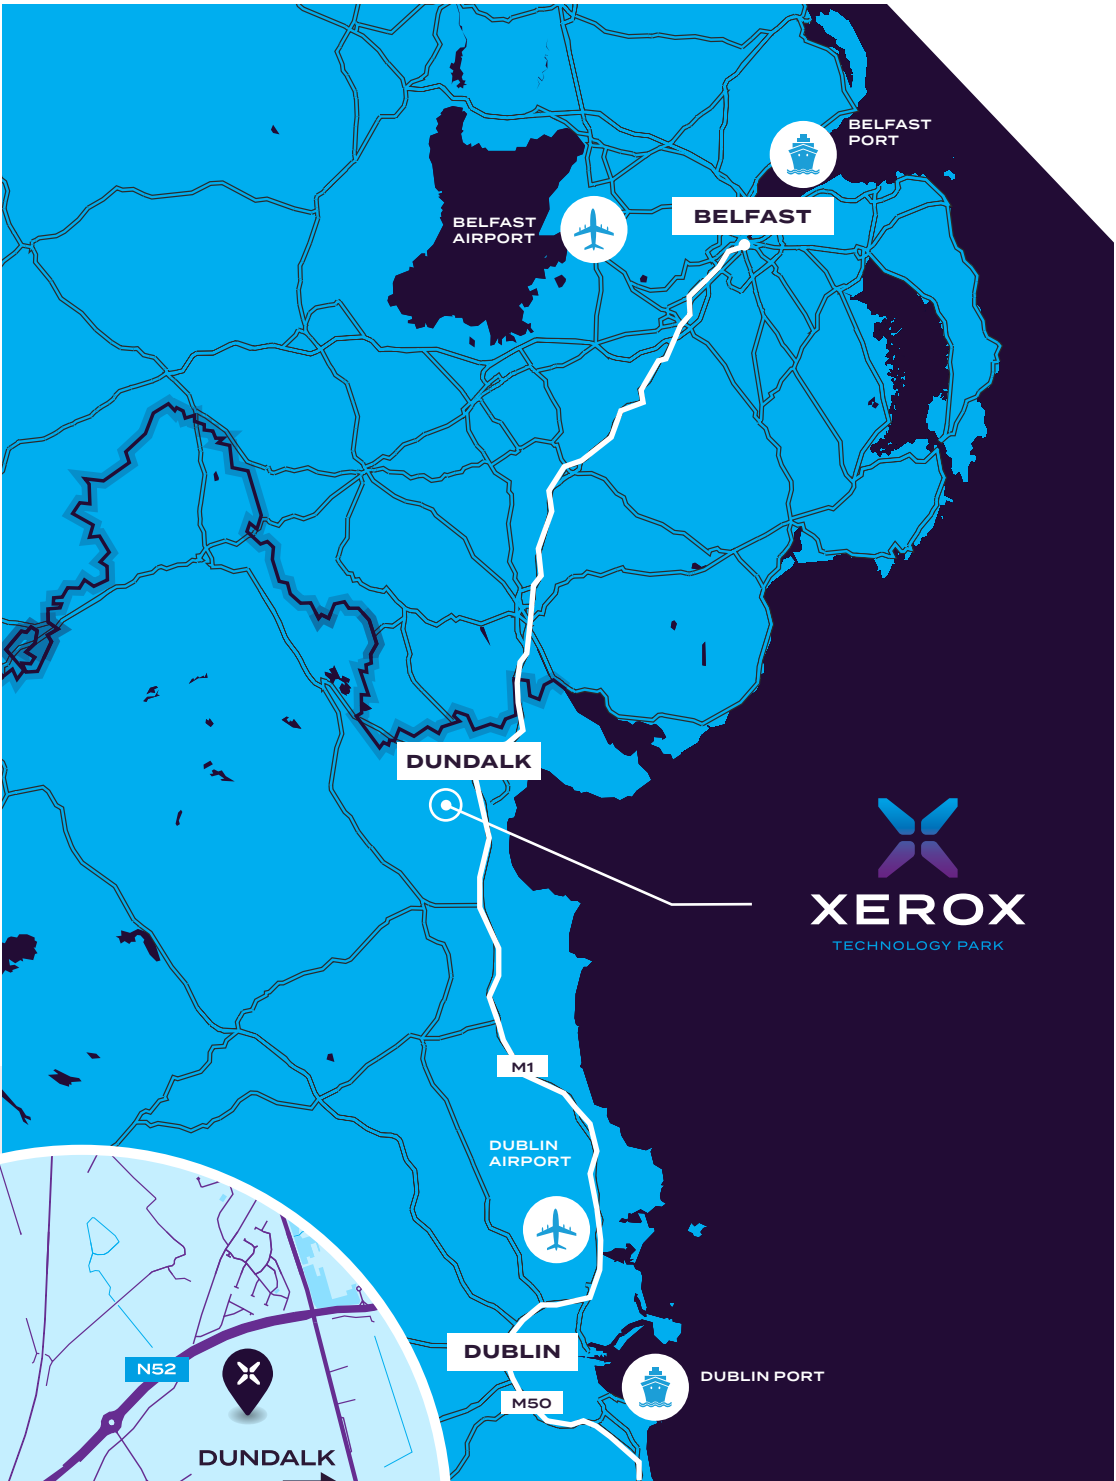 BELFAST
PORT
BELFAST
BELFAST
AIRPORT
DUNDALK
XEROX
TECHNOLOGY PARK
M1
DUBLIN
AIRPORT
DUBLIN
DUBLIN PORT
M50
N52
DUNDALK